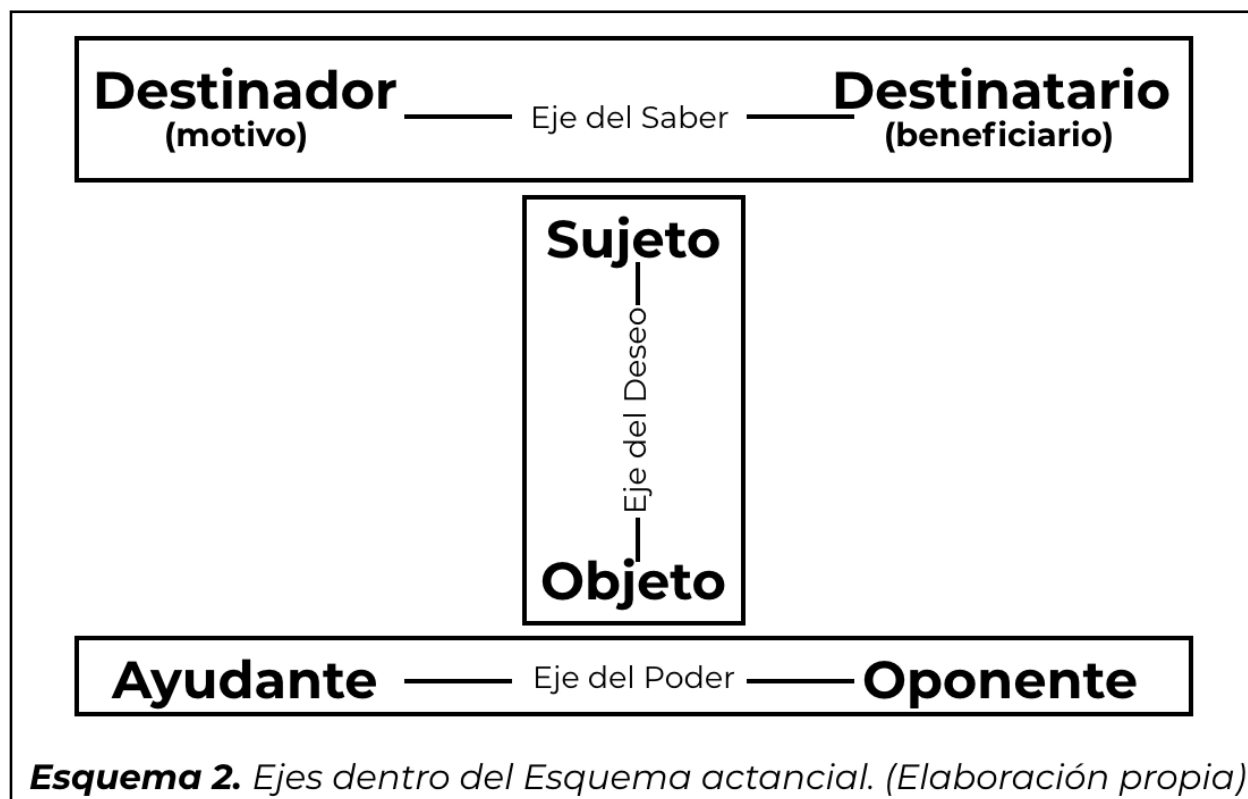 Destinador
(motivo)
Eje del Saber
Destinatario
(beneficiario)
Sujeto
Eje del Deseo
Objeto
Ayudante
Eje del Poder
Oponente
Esquema 2. Ejes dentro del Esquema actancial. (Elaboración propia)